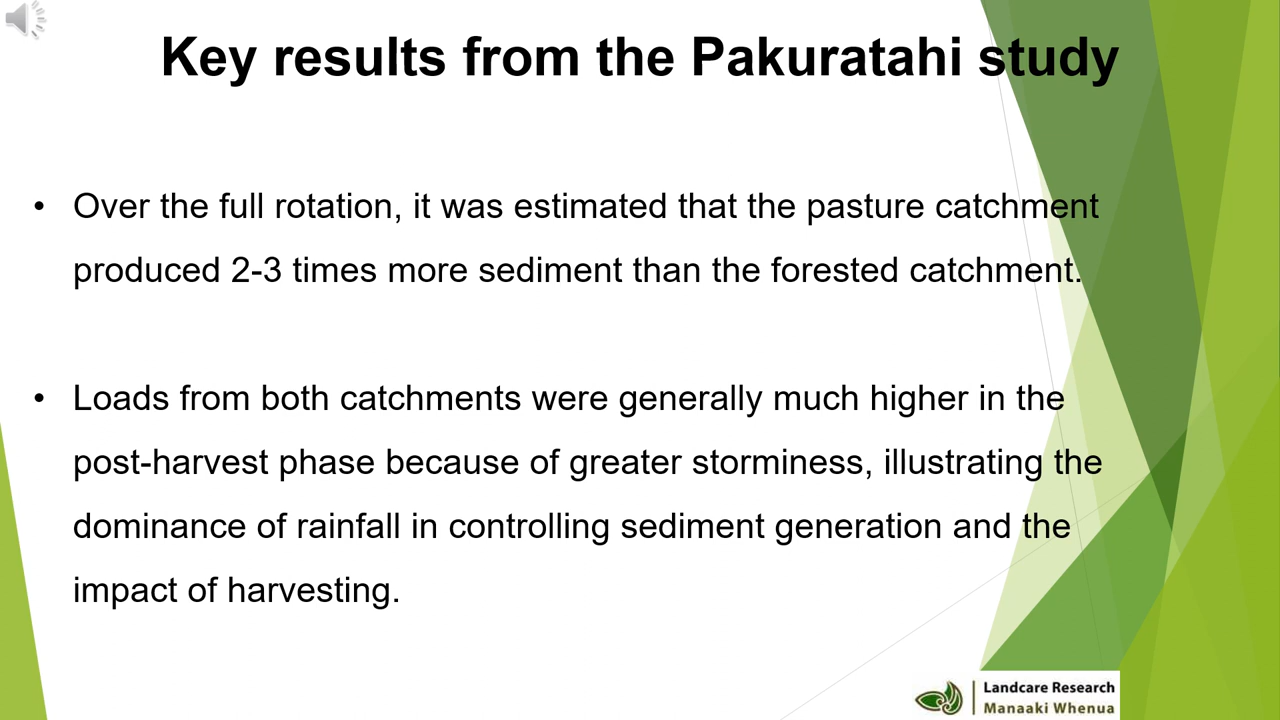 Key results from the Pakuratahi study
• Over the full rotation, it was estimated that the pasture catchment
produced 2-3 times more sediment than the forested catchment.
• Loads from both catchments were generally much higher in the
post-harvest phase because of greater storminess, illustrating the
dominance of rainfall in controlling sediment generation and the
impact of harvesting.
Landcare Research
Manaaki Whenua